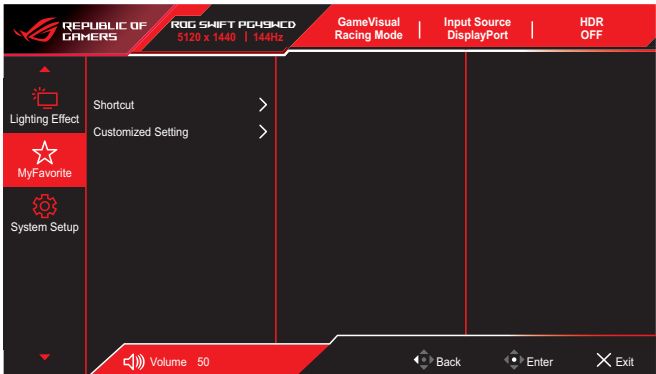 REPUBLIC OF
GAMERS
ROG SWIFT PG49WCD
5120 x 1440 | 144Hz
GameVisual
Racing Mode
Input Source
DisplayPort
HDR
OFF
Lighting Effect
MyFavorite
System Setup
Shortcut
Customized Setting
Volume 50
Back
Enter
Exit